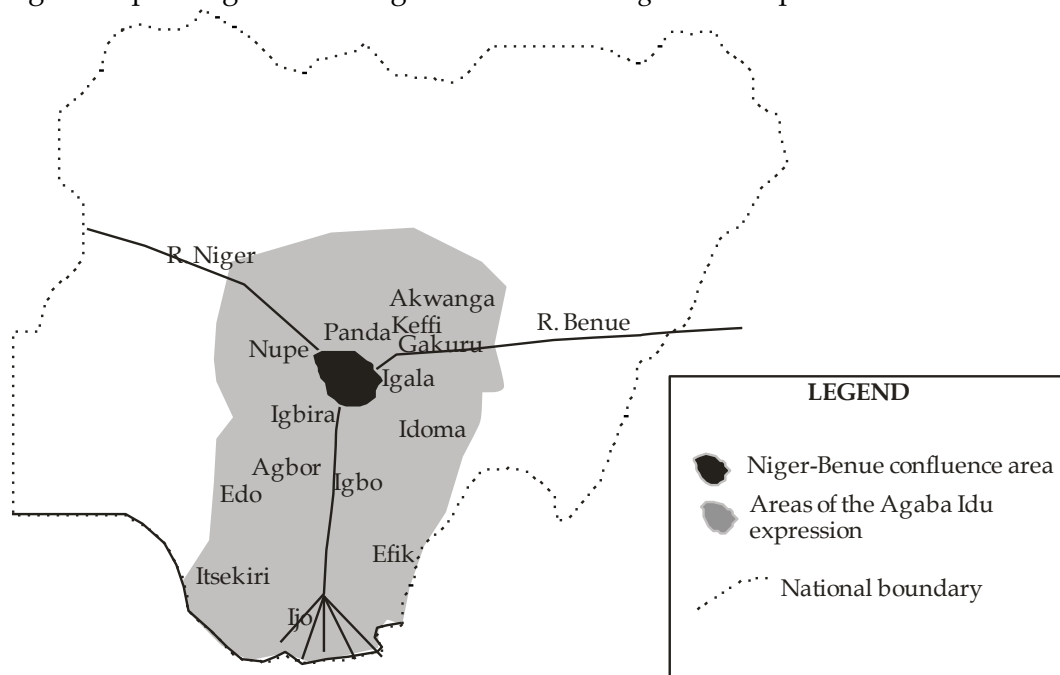 R. Niger
Akwanga
Keffi
Panda
Gakuru
R. Benue
Nupe
Igala
Igbira
Idoma
Agbor
Igbo
Edo
Efik
Itsekiri
Ijo
LEGEND
Niger-Benue confluence area
Areas of the Agaba Idu
expression
National boundary